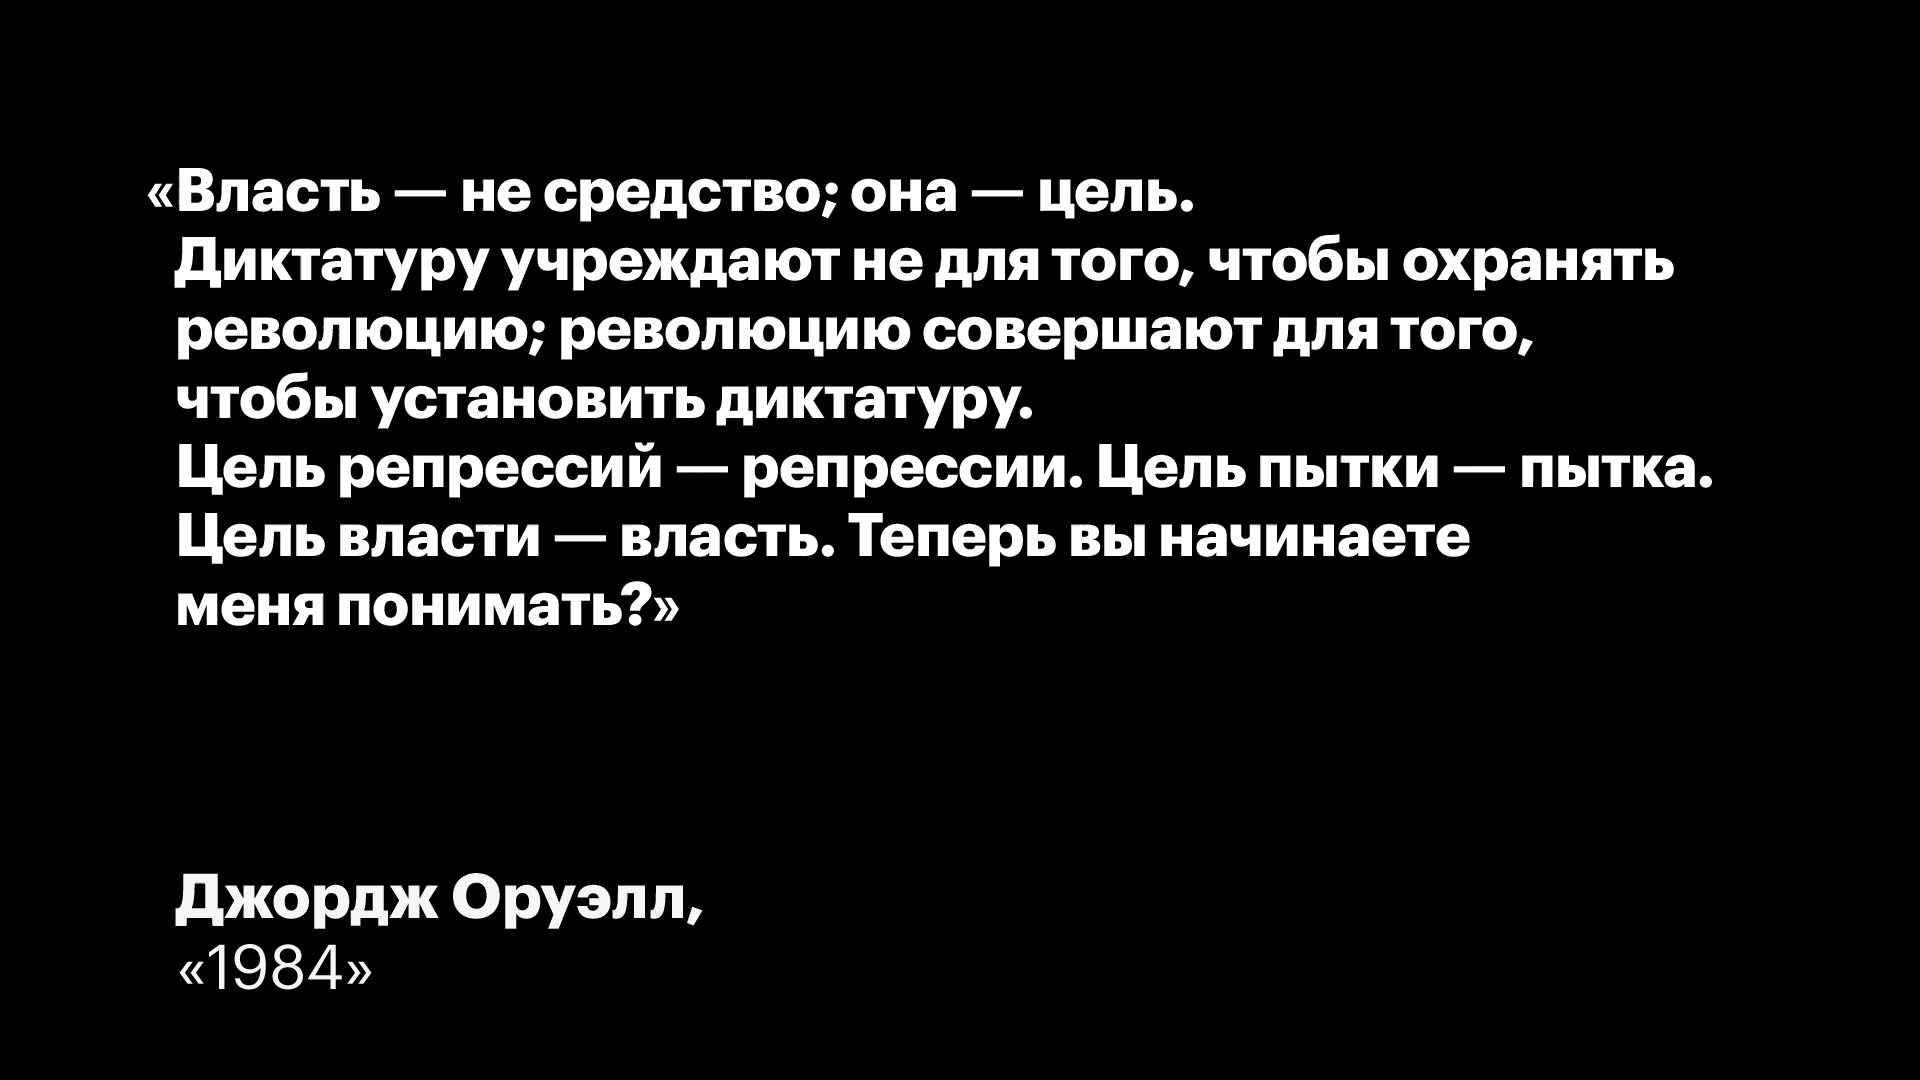 «Власть — не средство; она — цель.
Диктатуру учреждают не для того, чтобы охранять
революцию; революцию совершают для того,
чтобы установить диктатуру.
Цель репрессий — репрессии. Цель пытки — пытка.
Цель власти — власть. Теперь вы начинаете
меня понимать?»
Джордж Оруэлл,
«1984»